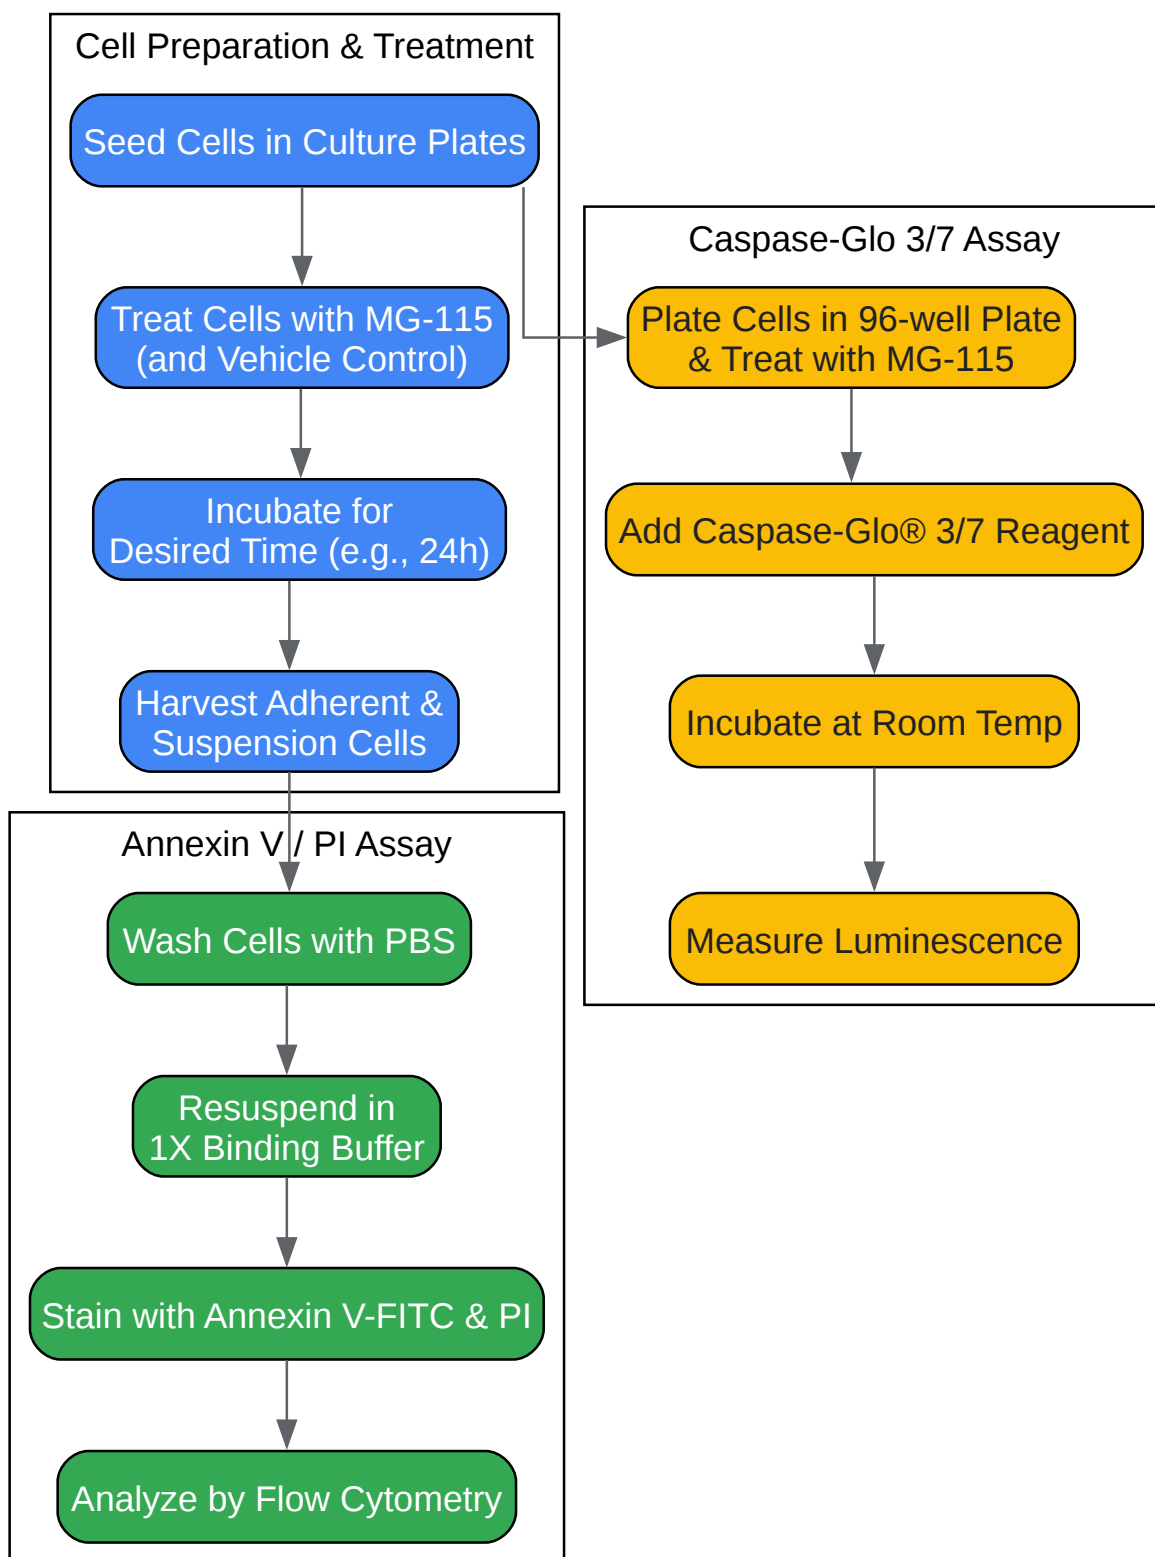 Cell Preparation & Treatment
Seed Cells in Culture Plates
Treat Cells with MG-115
(and Vehicle Control)
Incubate for
Desired Time (e.g., 24h)
Harvest Adherent &
Suspension Cells
Caspase-Glo 3/7 Assay
Plate Cells in 96-well Plate
& Treat with MG-115
Add Caspase-Glo® 3/7 Reagent
Incubate at Room Temp
Measure Luminescence
Annexin V / PI Assay
Wash Cells with PBS
Resuspend in
1X Binding Buffer
Stain with Annexin V-FITC & PI
Analyze by Flow Cytometry